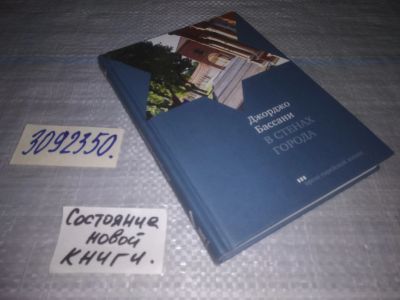 Джорджо
Бассани
В СТЕНАХ
ГОРОДА
3092350.
Состояние
новой
книги.